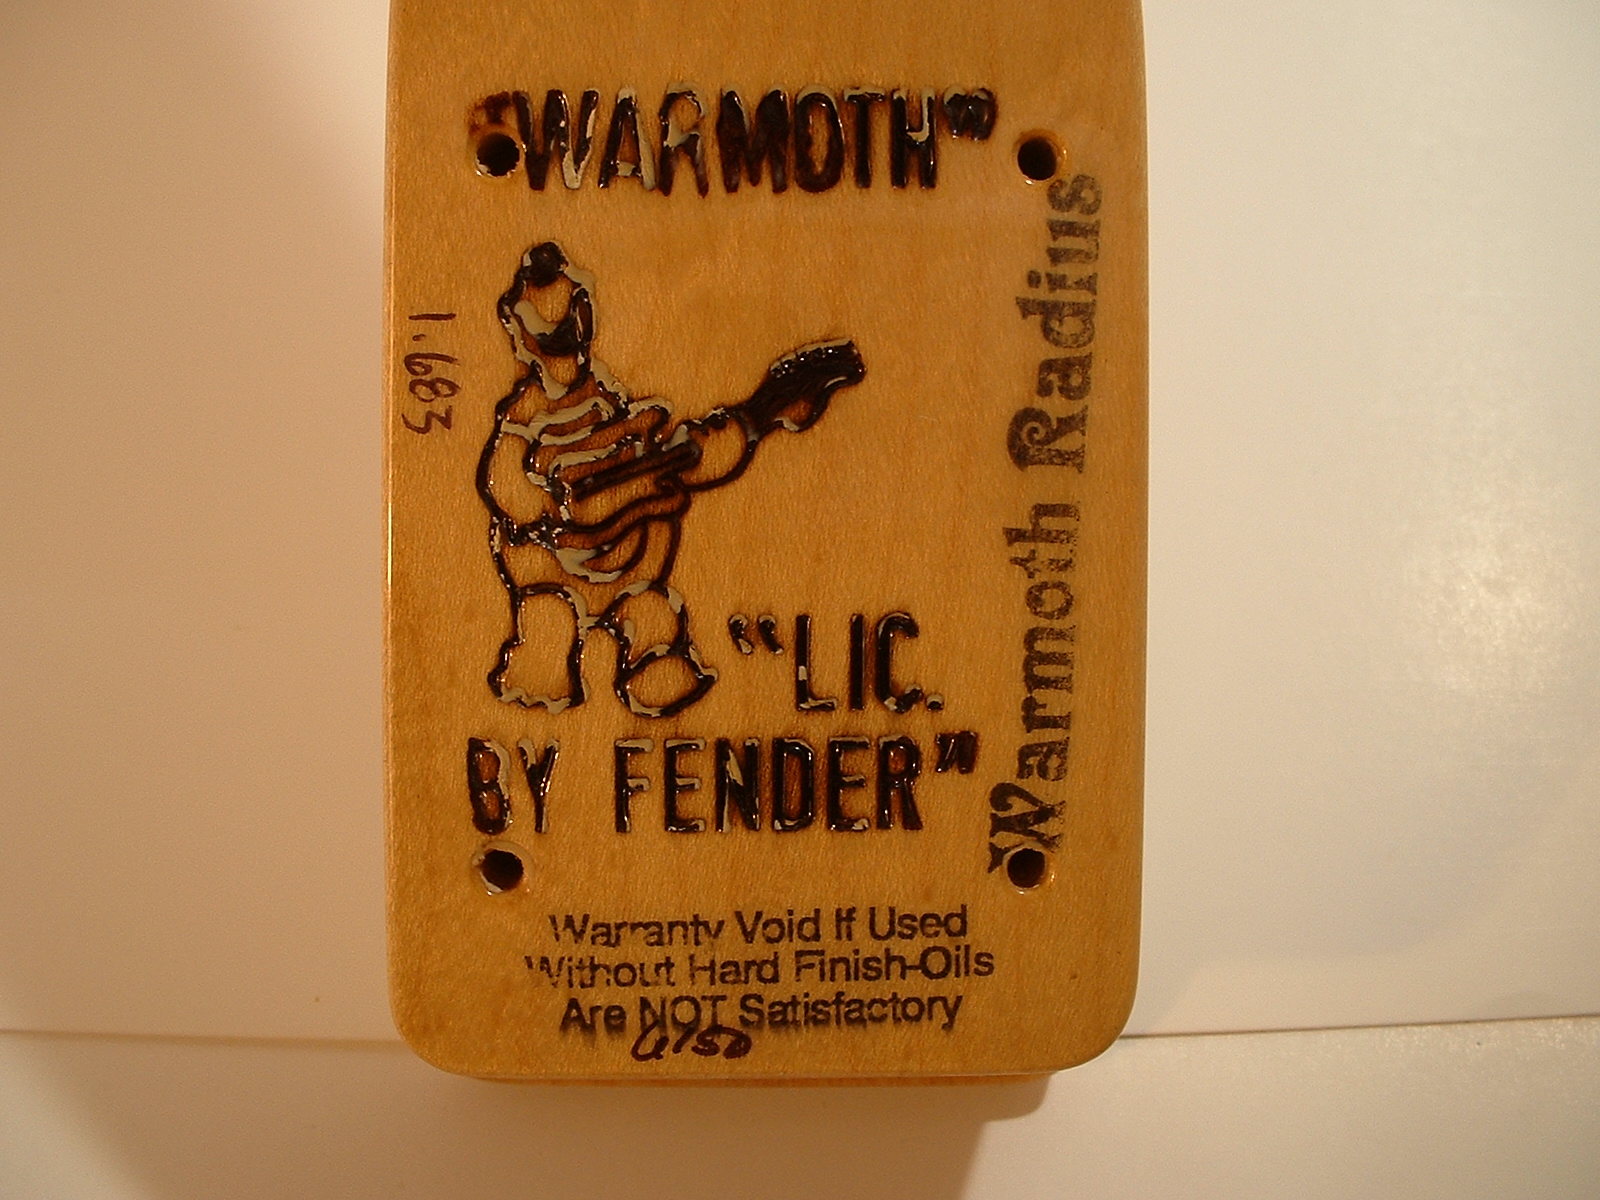 "WARMOTH"
1.683
Warmoth Radius
"LIC.
BY FENDER"
Warranty Void If Used
Without Hard Finish-Oils
Are NOT Satisfactory